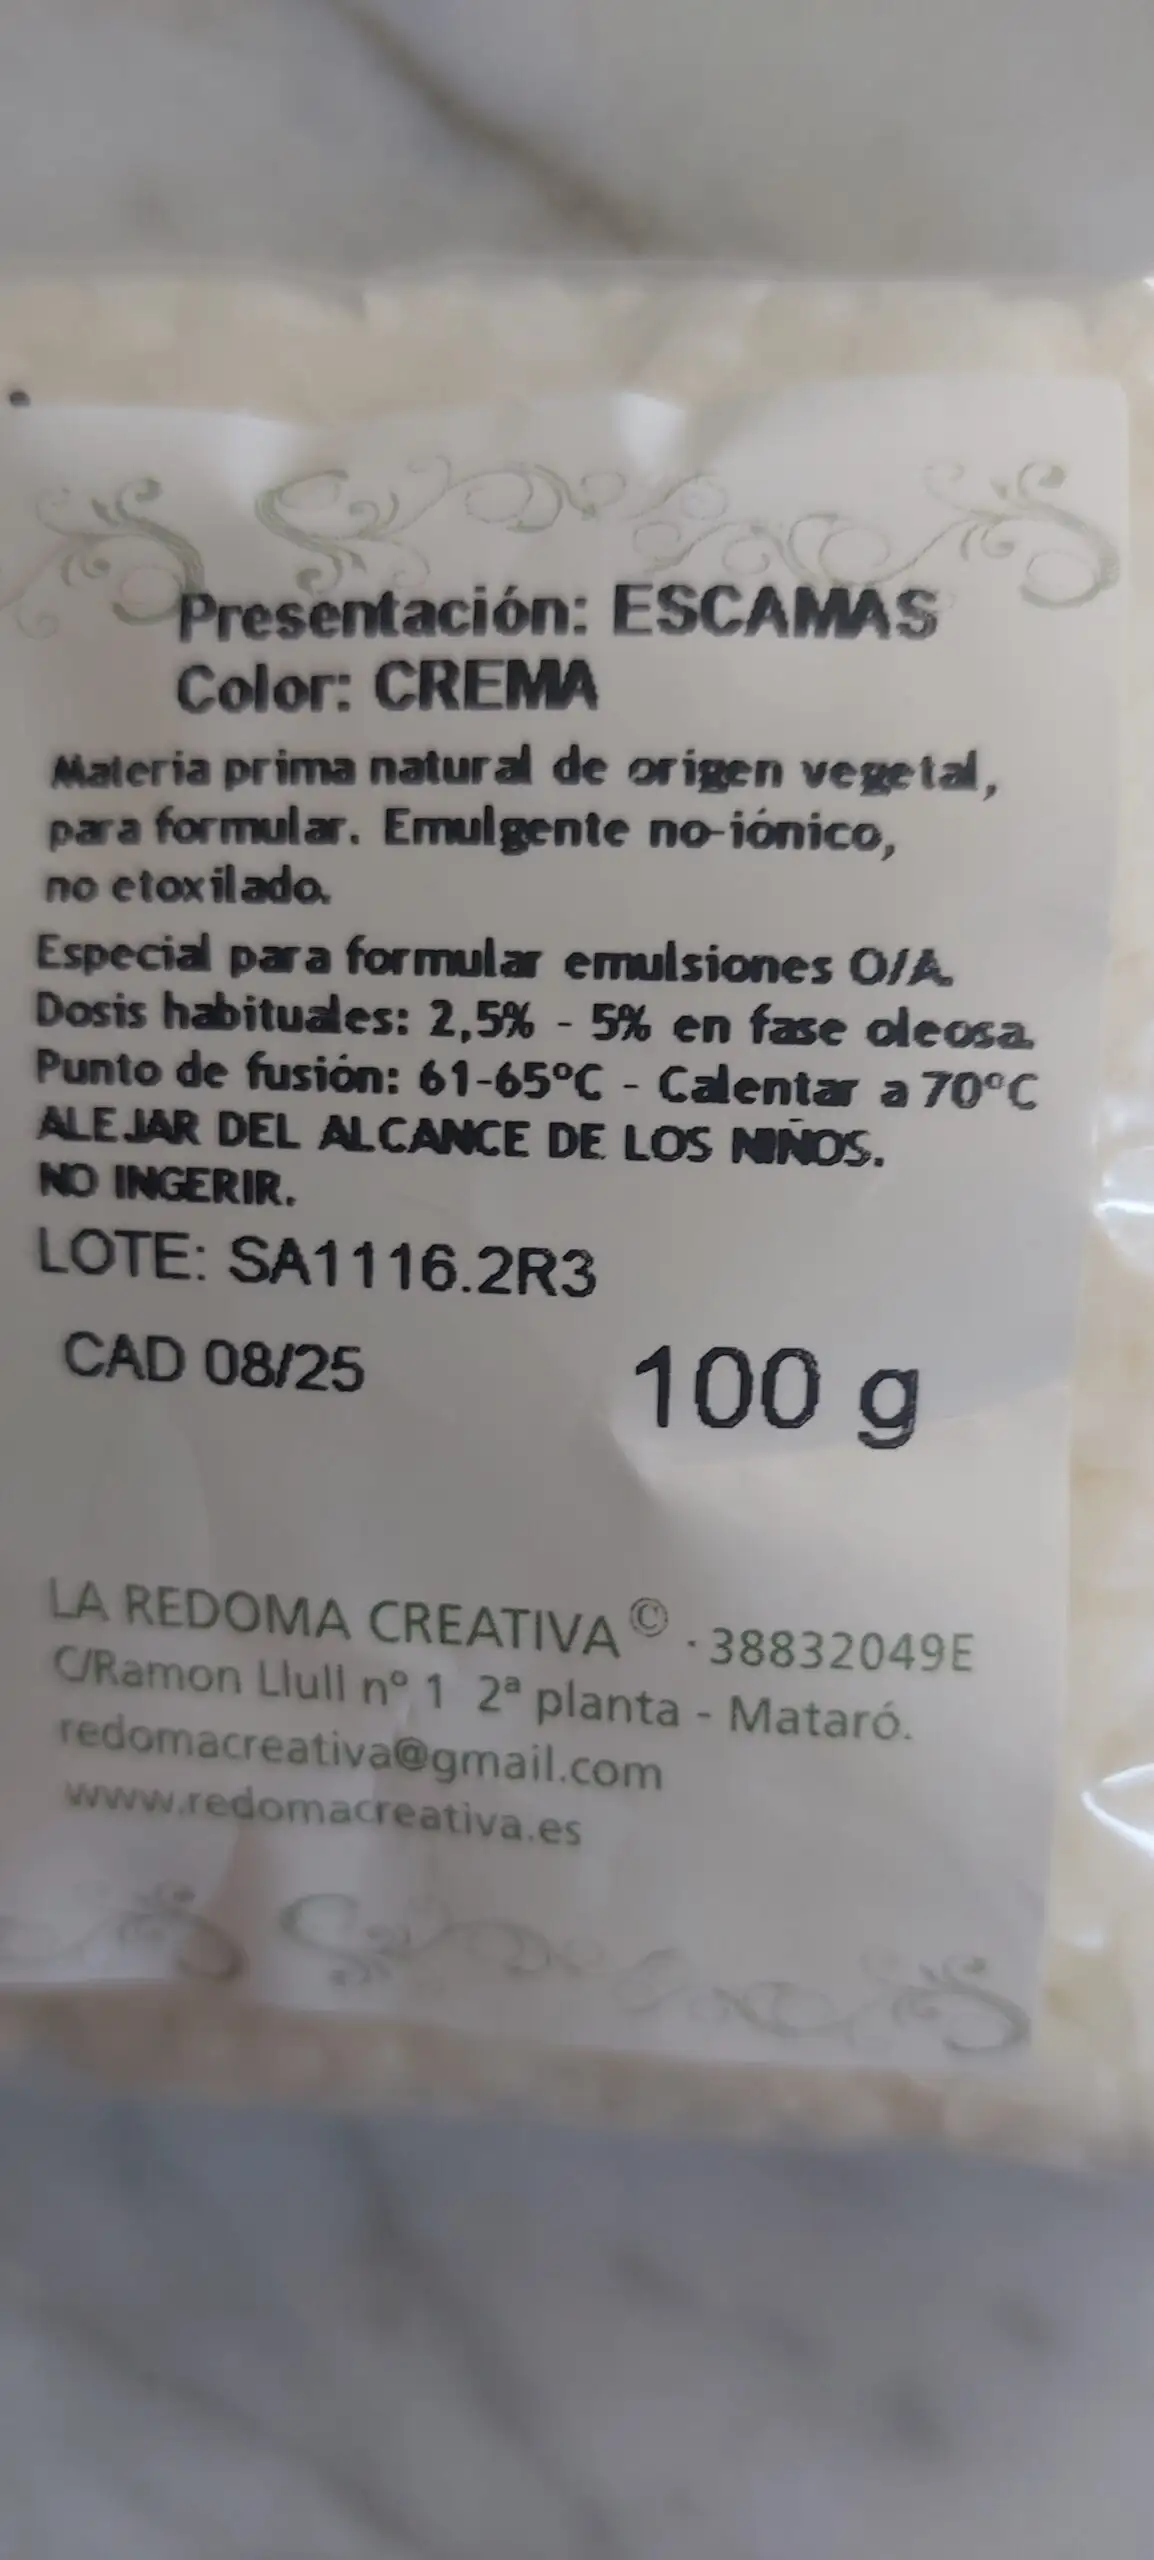 Presentación: ESCAMAS
Color: CREMA
Materia prima natural de origen vegetal,
para formular. Emulgente no-iónico,
no etoxilado.
Especial para formular emulsiones O/A.
Dosis habituales: 2,5% - 5% en fase oleosa.
Punto de fusión: 61-65ºC - Calentar a 70ºC
ALEJAR DEL ALCANCE DE LOS NIÑOS.
NO INGERIR.
LOTE: SA1116.2R3
CAD 08/25 100 g
LA REDOMA CREATIVA © · 38832049E
C/Ramon Llull nº 1 2ª planta - Mataró.
redomacreativa@gmail.com
www.redomacreativa.es